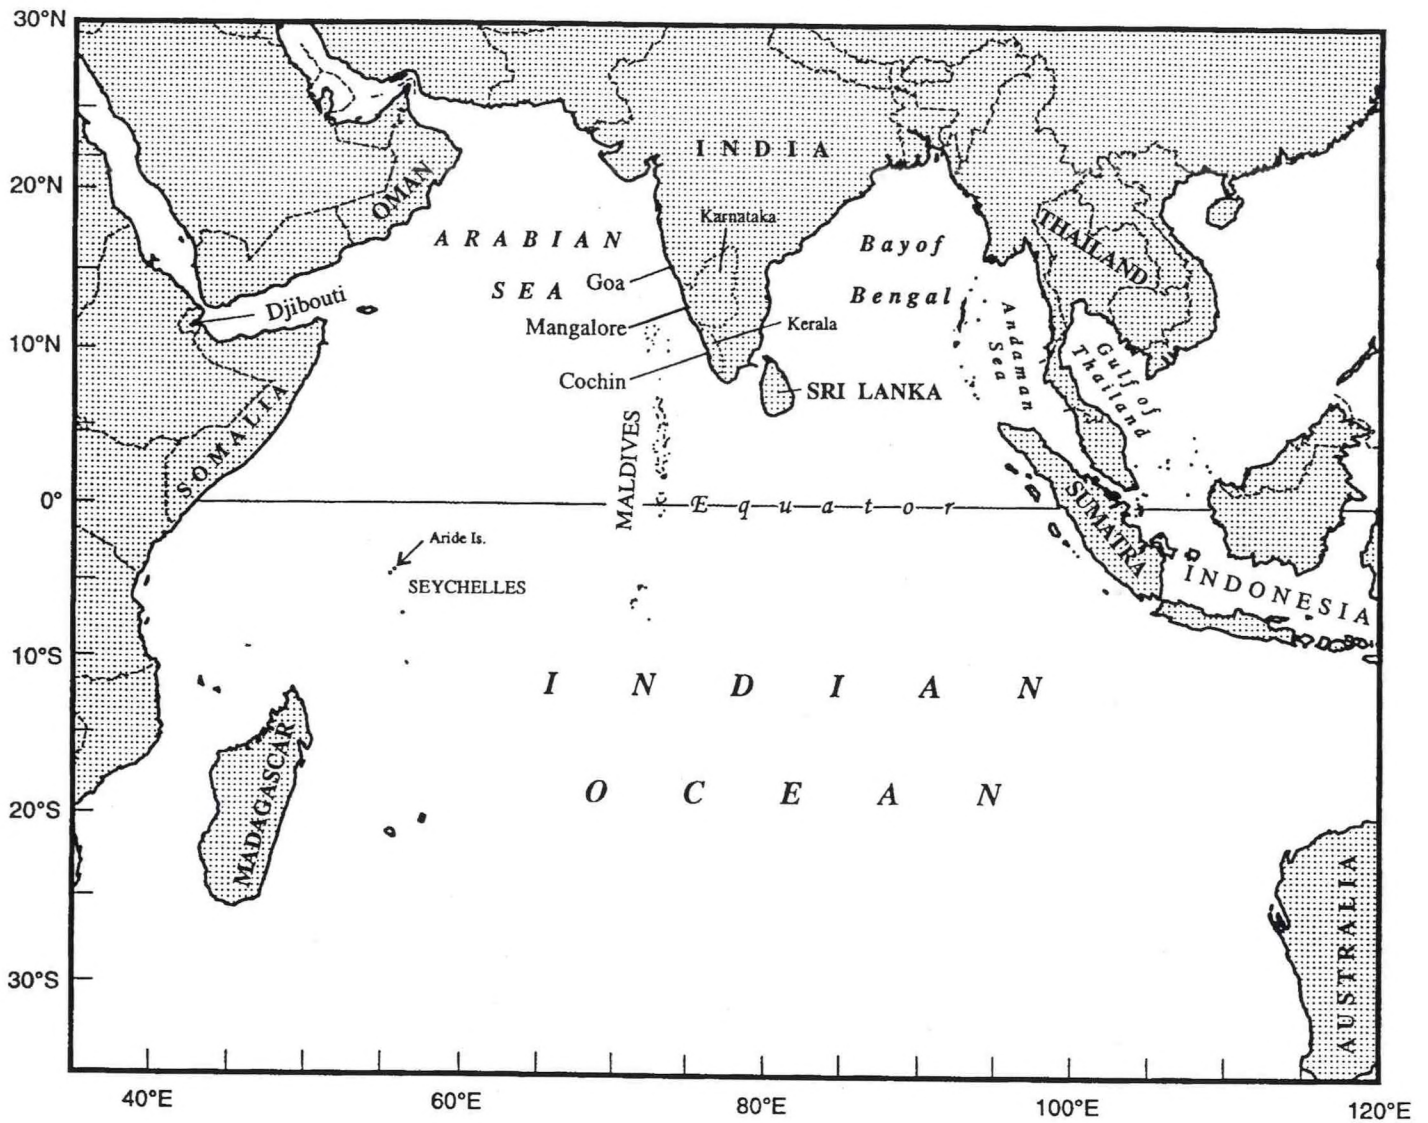 30°N
INDIA
20°N
OMAN
Karnataka
THAILAND
ARABIAN
Bay of
SEA
Goa
Bengal
Djibouti
Mangalore
Kerala
Andaman
Sea
Gulf of
Thailand
10°N
Cochin
SRI LANKA
SOMALIA
MALDIVES
0°
Equator
SUMATRA
Aride Is.
SEYCHELLES
INDONESIA
10°S
INDIAN
MADAGASCAR
OCEAN
20°S
AUSTRALIA
30°S
40°E
60°E
80°E
100°E
120°E